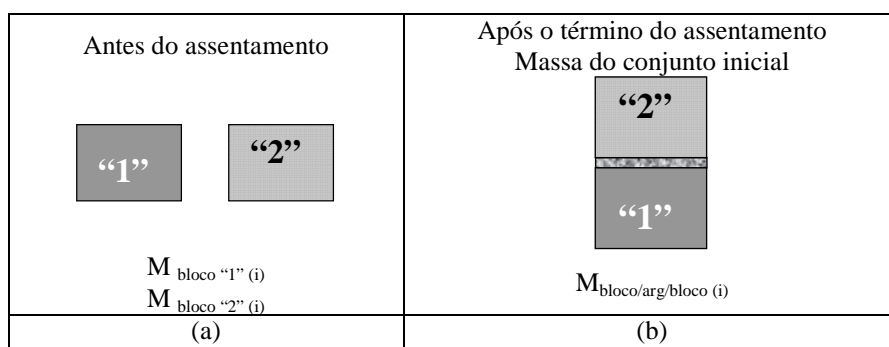 Antes do assentamento
“1”
“2”
M bloco “1” (i)
M bloco “2” (i)
(a)
Após o término do assentamento
Massa do conjunto inicial
“2”
“1”
Mbloco/arg/bloco (i)
(b)